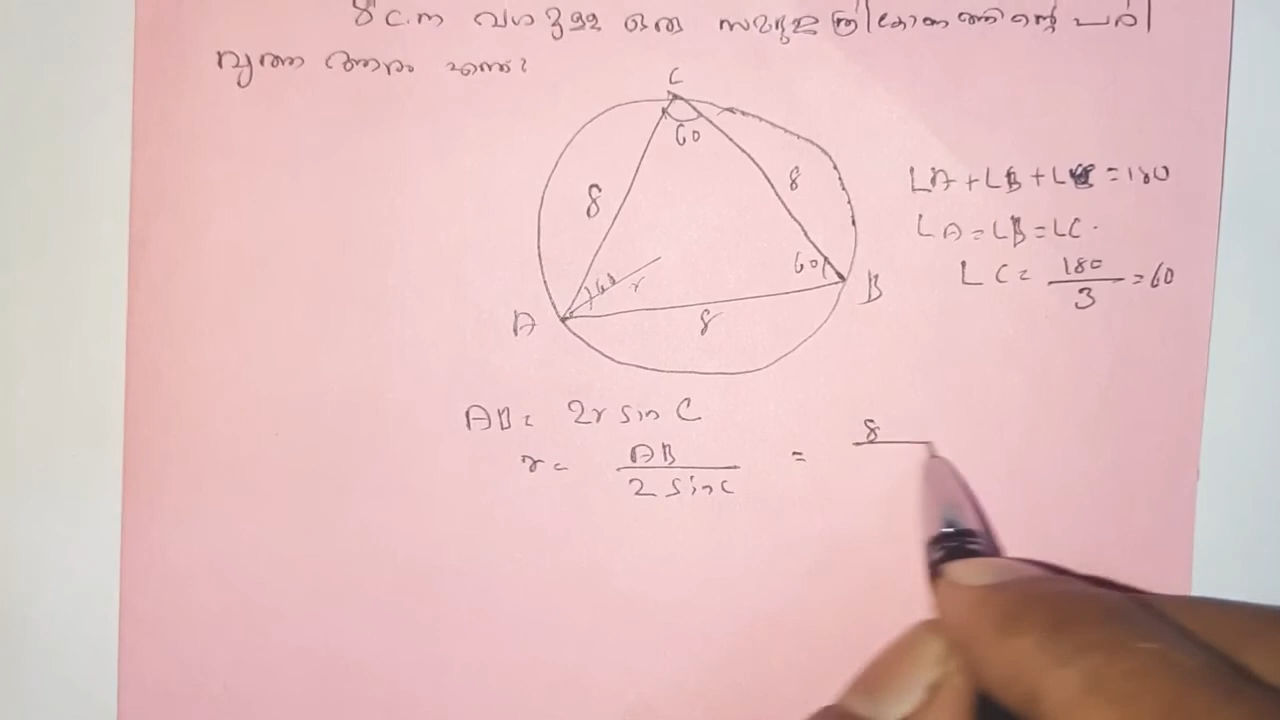 8 c.m വശമുള്ള ഒരു സമഭുജ ത്രികോണത്തിന്റെ പരി
വൃത്ത ആരം എന്ത്?
C
60
8
8
60
60
r
A
8
B
∠A + ∠B + ∠C = 180
∠A = ∠B = ∠C.
∠C = 180/3 = 60
AB = 2r sin C
r = AB/2 sin C = 8